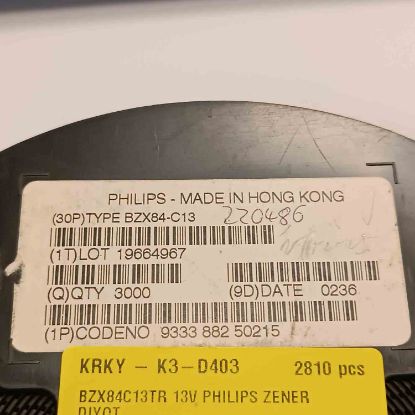 PHILIPS - MADE IN HONG KONG
(30P)TYPE BZX84-C13 220486
(1T)LOT 19664967
(Q)QTY 3000 (9D)DATE 0236
(1P)CODENO 9333 882 50215
KRKY - K3-D403 2810 pcs
BZX84C13TR 13V PHILIPS ZENER
DIYOT